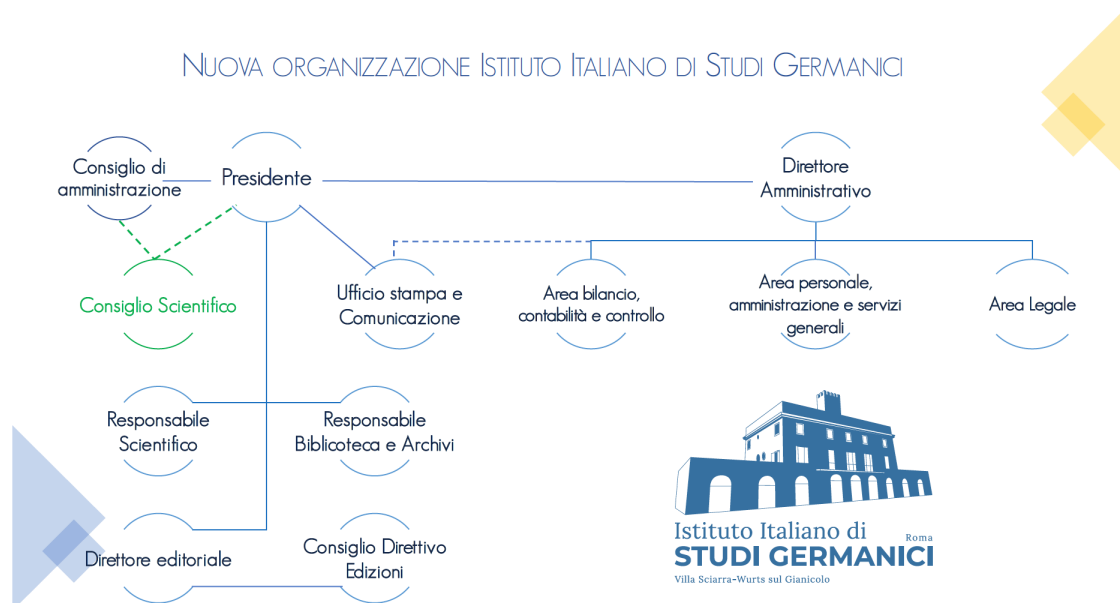 Nuova organizzazione Istituto Italiano di Studi Germanici
Consiglio di
amministrazione
Presidente
Direttore
Amministrativo
Consiglio Scientifico
Ufficio stampa e
Comunicazione
Area bilancio,
contabilità e controllo
Area personale,
amministrazione e servizi
generali
Area Legale
Responsabile
Scientifico
Responsabile
Biblioteca e Archivi
Direttore editoriale
Consiglio Direttivo
Edizioni
Istituto Italiano di
Roma
STUDI GERMANICI
Villa Sciarra-Wurts sul Gianicolo